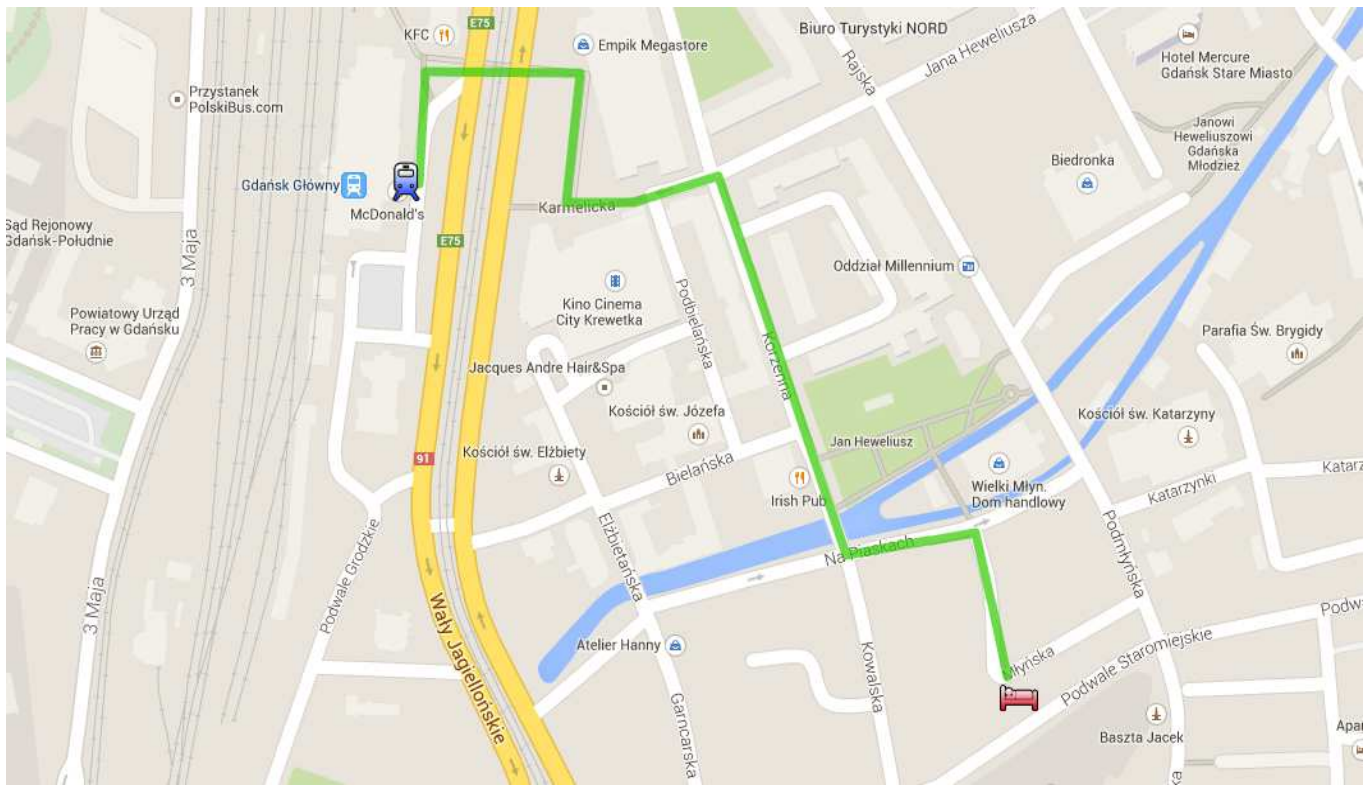 E75
KFC
Empik Megastore
Biuro Turystyki NORD
Rajska
Jana Heweliusza
Hotel Mercure
Gdańsk Stare Miasto
Przystanek
PolskiBus.com
Janowi
Heweliuszowi
Gdańska
Młodzież
Biedronka
Gdańsk Główny
McDonald's
Karmelicka
Sąd Rejonowy
Gdańsk-Południe
3 Maja
E75
Oddział Millennium
Kino Cinema
City Krewetka
Podbielańska
Korzenna
Powiatowy Urząd
Pracy w Gdańsku
Parafia Św. Brygidy
Jacques Andre Hair&Spa
Kościół św. Józefa
Kościół św. Katarzyny
Jan Heweliusz
91
Kościół św. Elżbiety
Bielańska
Irish Pub
Wielki Młyn.
Dom handlowy
Katarzynki
Katarz
Elżbietańska
Na Piaskach
Podmłyńska
Podwale Grodzkie
3 Maja
Wały Jagiellońskie
Atelier Hanny
Młyńska
Podwale Staromiejskie
Podwa
Kowalska
Garncarska
Baszta Jacek
Apar